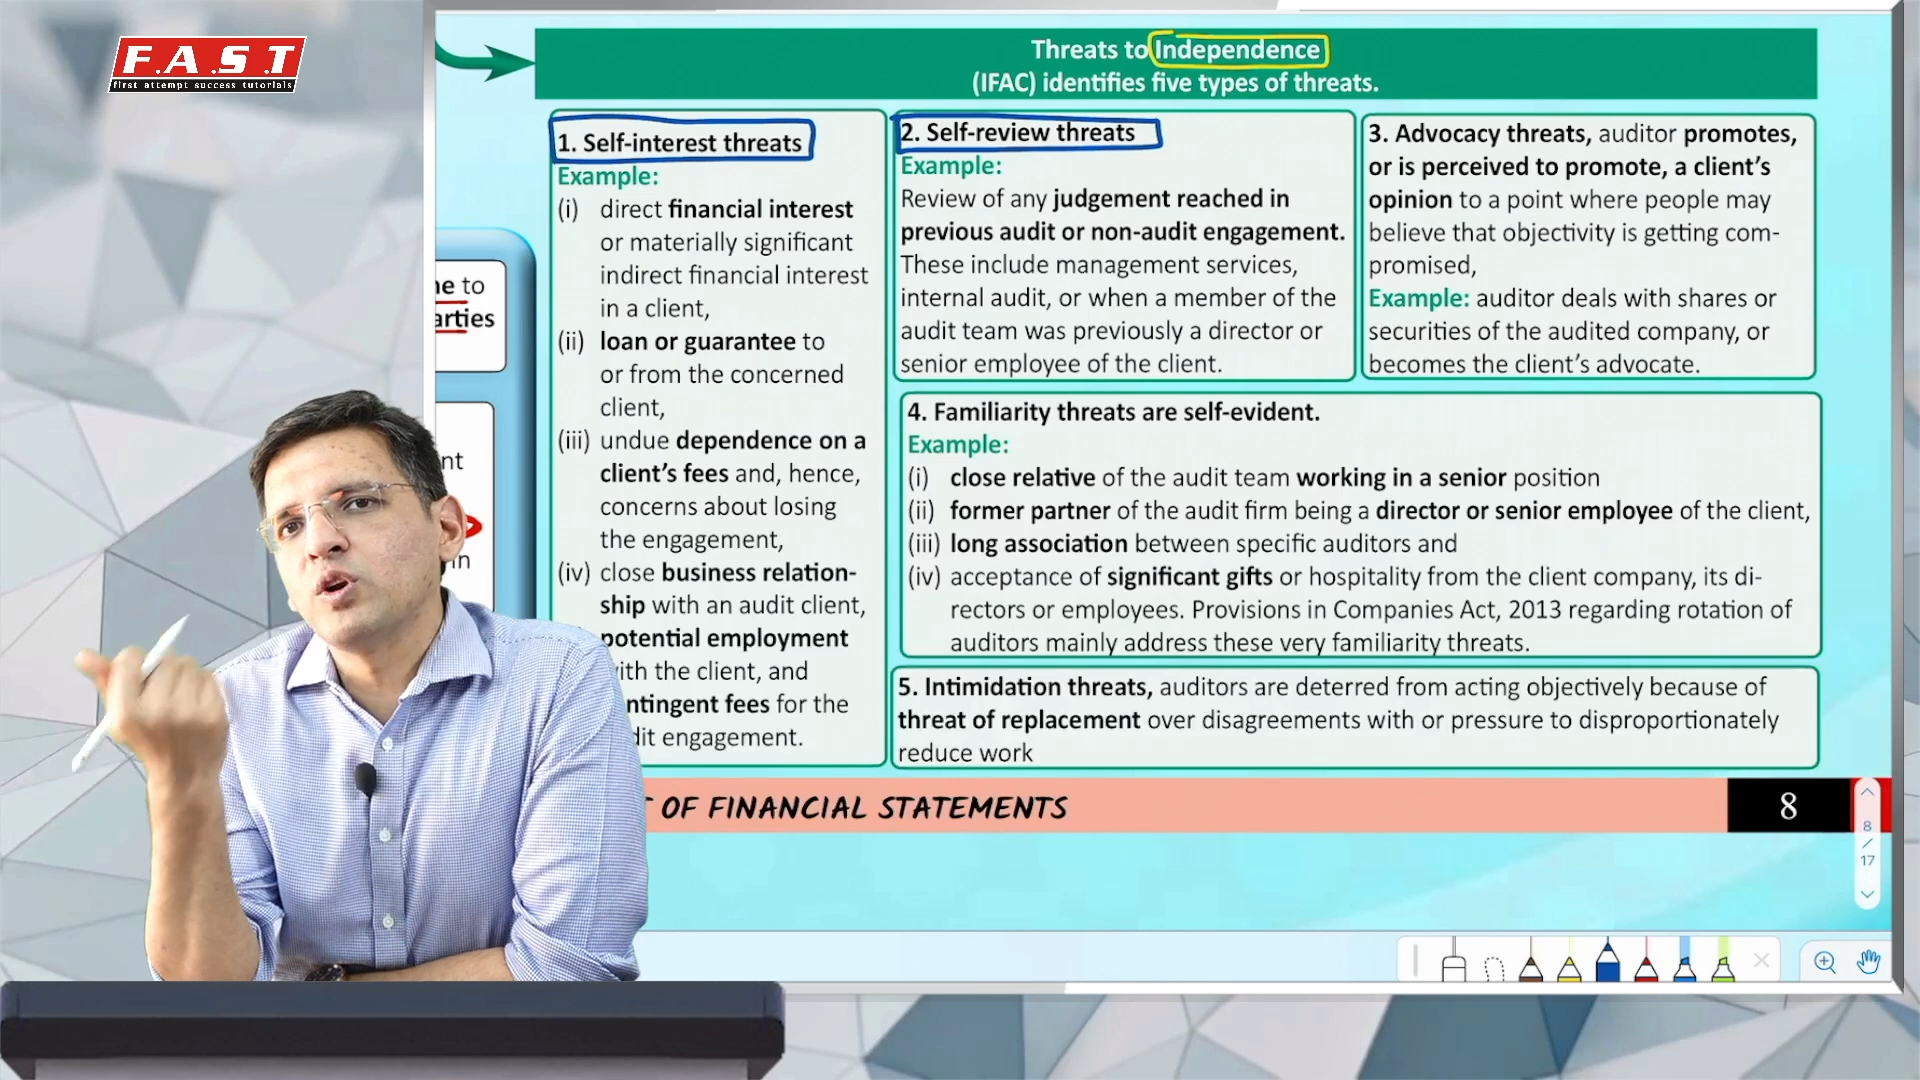 F.A.S.T
first attempt success tutorials
Threats to Independence
(IFAC) identifies five types of threats.
1. Self-interest threats
Example:
(i) direct financial interest
or materially significant
indirect financial interest
in a client,
(ii) loan or guarantee to
or from the concerned
client,
(iii) undue dependence on a
client's fees and, hence,
concerns about losing
the engagement,
(iv) close business relation-
ship with an audit client,
potential employment
with the client, and
ntingent fees for the
dit engagement.
2. Self-review threats
Example:
Review of any judgement reached in
previous audit or non-audit engagement.
These include management services,
internal audit, or when a member of the
audit team was previously a director or
senior employee of the client.
3. Advocacy threats, auditor promotes,
or is perceived to promote, a client's
opinion to a point where people may
believe that objectivity is getting com-
promised,
Example: auditor deals with shares or
securities of the audited company, or
becomes the client's advocate.
4. Familiarity threats are self-evident.
Example:
(i) close relative of the audit team working in a senior position
(ii) former partner of the audit firm being a director or senior employee of the client,
(iii) long association between specific auditors and
(iv) acceptance of significant gifts or hospitality from the client company, its di-
rectors or employees. Provisions in Companies Act, 2013 regarding rotation of
auditors mainly address these very familiarity threats.
5. Intimidation threats, auditors are deterred from acting objectively because of
threat of replacement over disagreements with or pressure to disproportionately
reduce work
to
arties
nt
in
OF FINANCIAL STATEMENTS
8
8
/
17